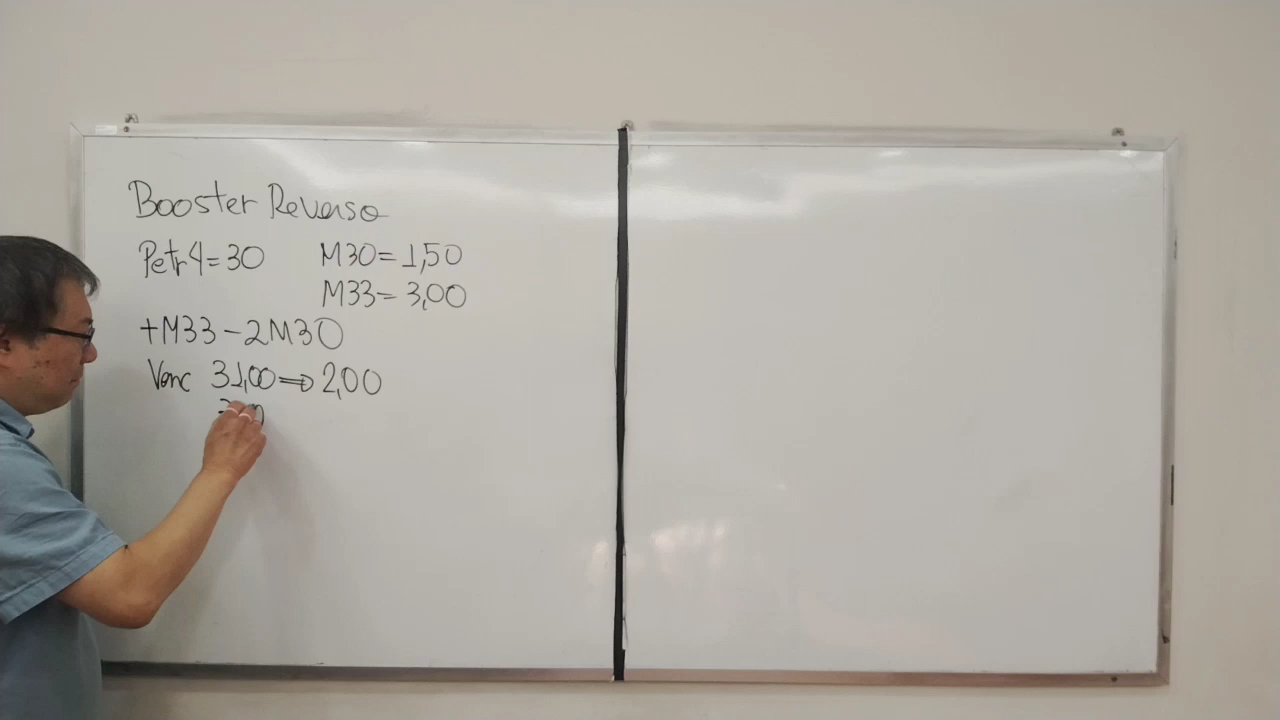 Booster Reverso
Petr4=30 M30=1,50
M33=3,00
+M33-2M30
Venc 31,00⇒2,00